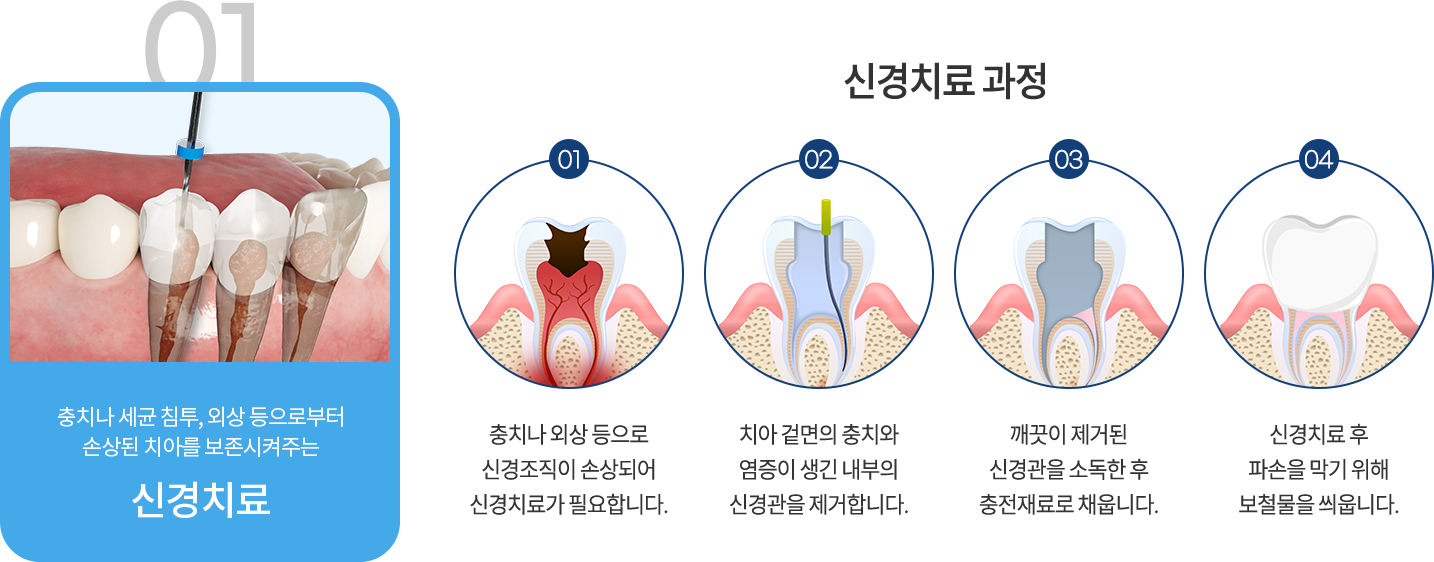 01
충치나 세균 침투, 외상 등으로부터
손상된 치아를 보존시켜주는
신경치료
신경치료 과정
01
충치나 외상 등으로
신경조직이 손상되어
신경치료가 필요합니다.
02
치아 겉면의 충치와
염증이 생긴 내부의
신경관을 제거합니다.
03
깨끗이 제거된
신경관을 소독한 후
충전재료로 채웁니다.
04
신경치료 후
파손을 막기 위해
보철물을 씌웁니다.